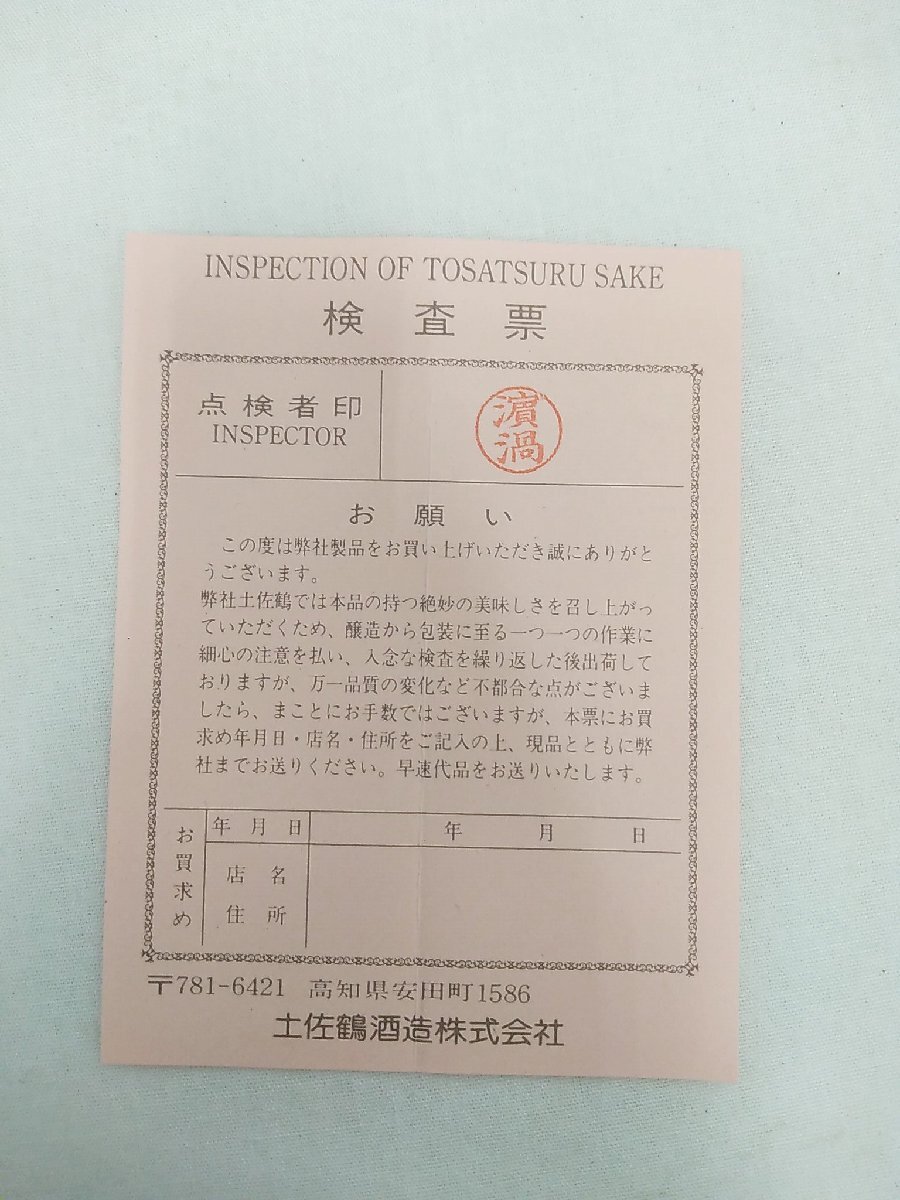 INSPECTION OF TOSATSURU SAKE
検査票
点検者印
INSPECTOR
濵渦
お願い
この度は弊社製品をお買い上げいただき誠にありがと
うございます。
弊社土佐鶴では本品の持つ絶妙の美味しさを召し上がっ
ていただくため、醸造から包装に至る一つ一つの作業に
細心の注意を払い、入念な検査を繰り返した後出荷して
おりますが、万一品質の変化など不都合な点がございま
したら、まことにお手数ではございますが、本票にお買
求め年月日・店名・住所をご記入の上、現品とともに弊
社までお送りください。早速代品をお送りいたします。
お買求め
年月日
年 月 日
店名
住所
〒781-6421 高知県安田町1586
土佐鶴酒造株式会社